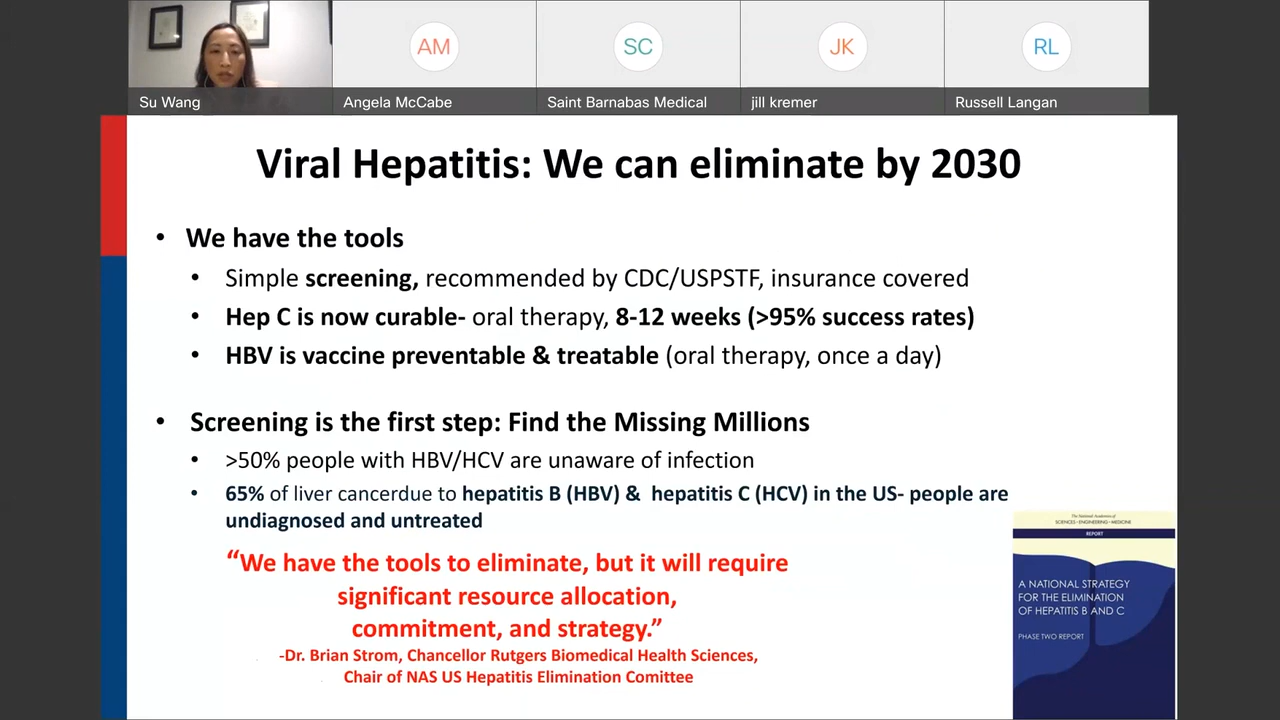 AM
SC
JK
RL
Su Wang
Angela McCabe
Saint Barnabas Medical
jill kremer
Russell Langan
Viral Hepatitis: We can eliminate by 2030
• We have the tools
• Simple screening, recommended by CDC/USPSTF, insurance covered
• Hep C is now curable- oral therapy, 8-12 weeks (>95% success rates)
• HBV is vaccine preventable & treatable (oral therapy, once a day)
• Screening is the first step: Find the Missing Millions
• >50% people with HBV/HCV are unaware of infection
• 65% of liver cancerdue to hepatitis B (HBV) & hepatitis C (HCV) in the US- people are
undiagnosed and untreated
“We have the tools to eliminate, but it will require
significant resource allocation,
commitment, and strategy.”
-Dr. Brian Strom, Chancellor Rutgers Biomedical Health Sciences,
Chair of NAS US Hepatitis Elimination Comittee
The National Academies of
SCIENCES • ENGINEERING • MEDICINE
REPORT
A NATIONAL STRATEGY
FOR THE ELIMINATION
OF HEPATITIS B AND C
PHASE TWO REPORT